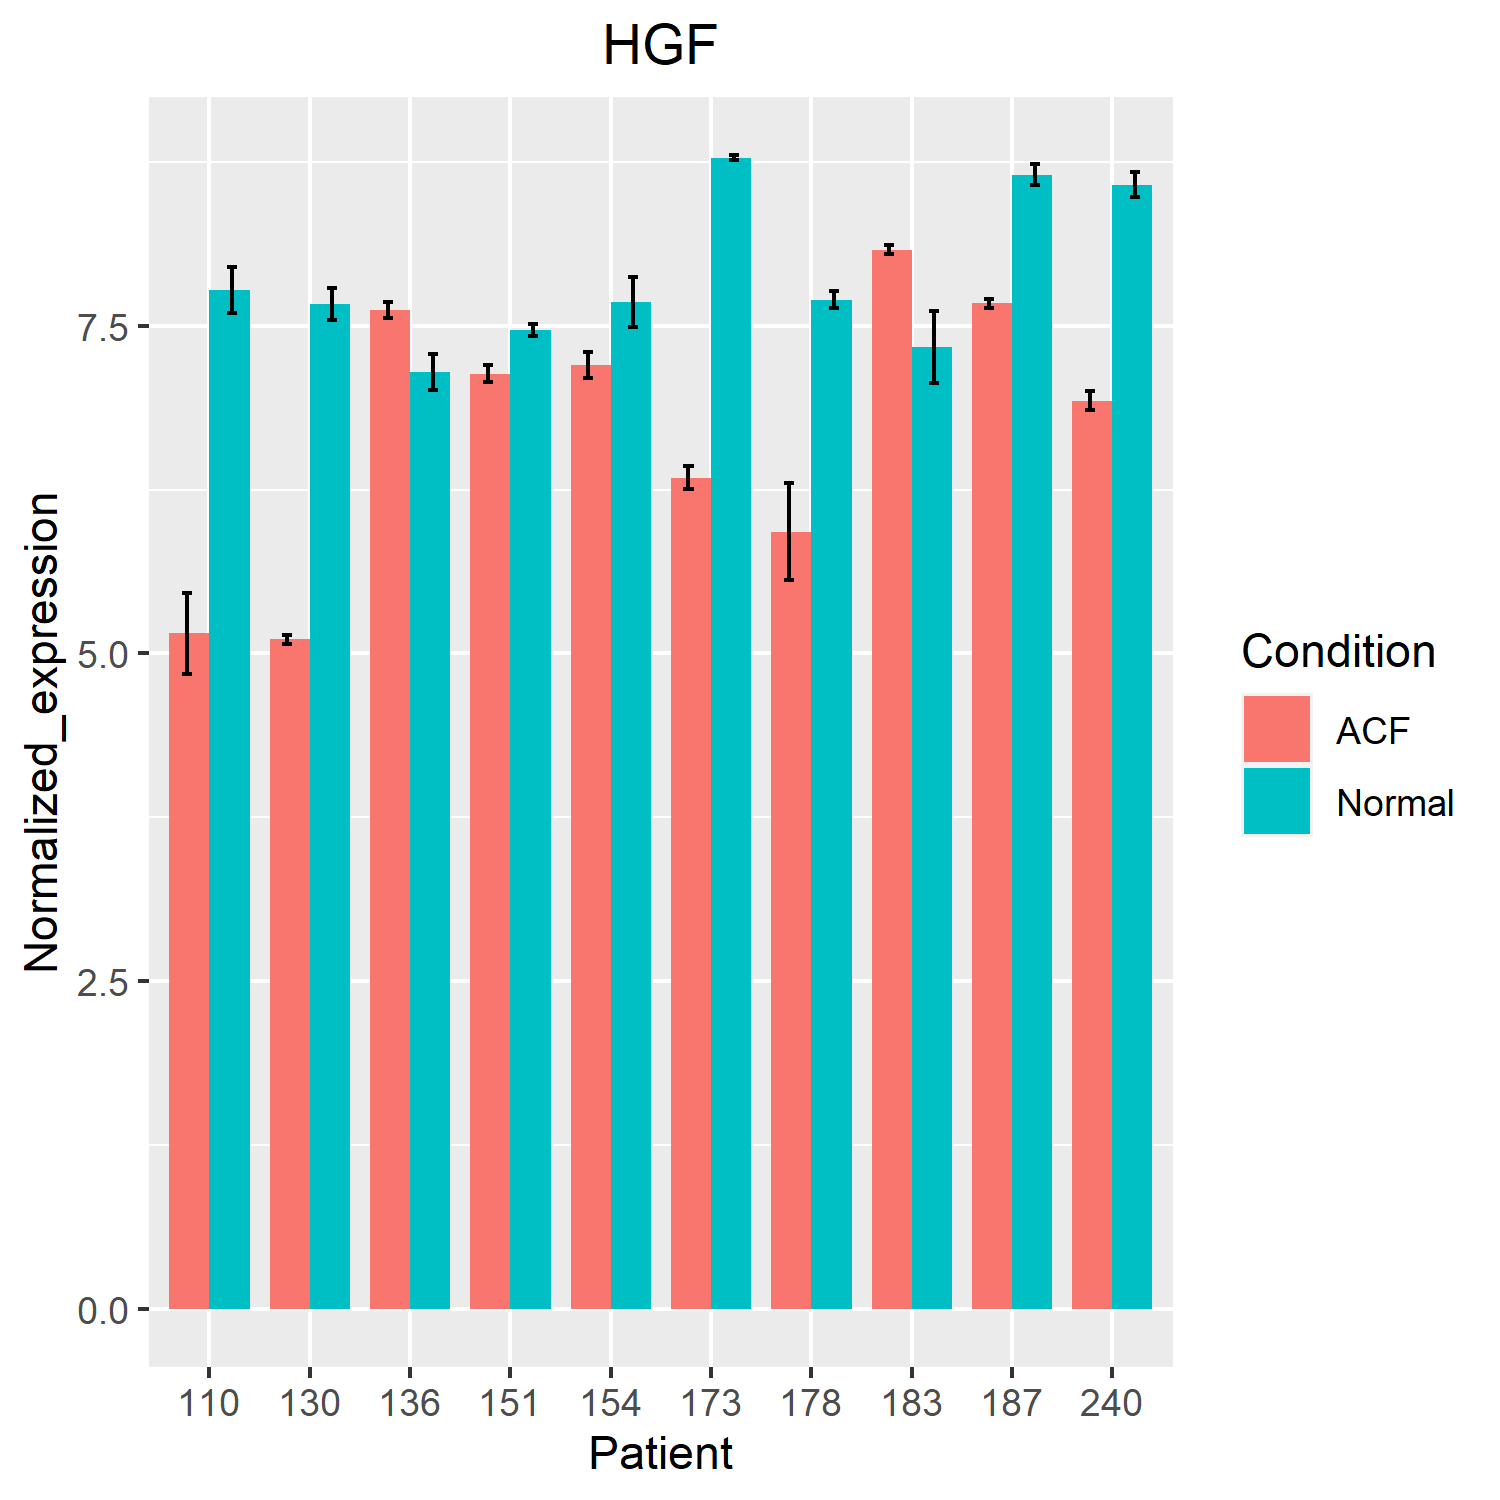 HGF
Normalized_expression
7.5
5.0
2.5
0.0
110 130 136 151 154 173 178 183 187 240
Patient
Condition
ACF
Normal